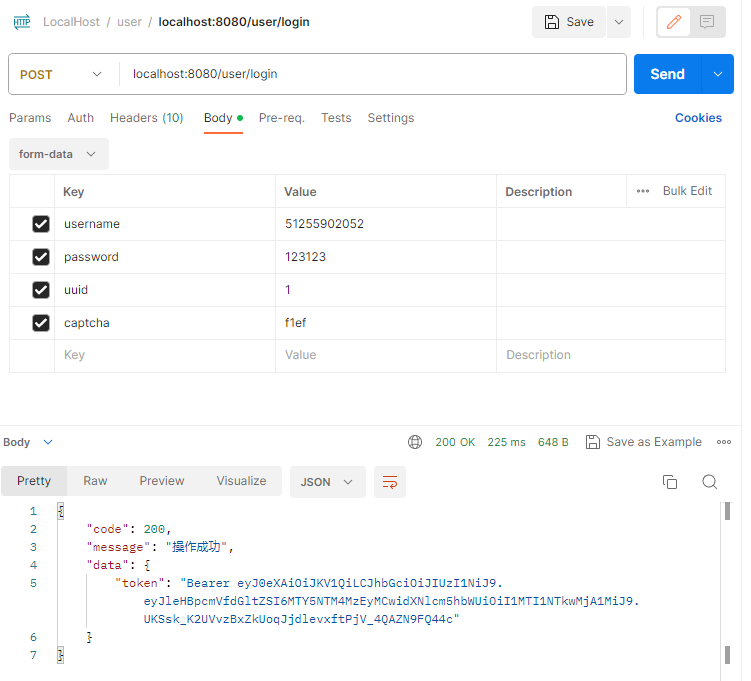 HTTP LocalHost / user / localhost:8080/user/login Save
POST localhost:8080/user/login Send
Params Auth Headers (10) Body Pre-req. Tests Settings Cookies
form-data
Key Value Description Bulk Edit
username 51255902052
password 123123
uuid 1
captcha f1ef
Key Value Description
Body 200 OK 225 ms 648 B Save as Example
Pretty Raw Preview Visualize JSON
1 {
2 "code": 200,
3 "message": "操作成功",
4 "data": {
5 "token": "Bearer eyJ0eXAiOiJKV1QiLCJhbGciOiJIUzI1NiJ9.
eyJleHBpcmVfdGltZSI6MTY5NTM4MzEyMCwidXNlcm5hbWUiOiI1MTI1NTkwMjA1MiJ9.
UKSsk_K2UVvzBxZkUoqJjdlevxftPjV_4QAZN9FQ44c"
6 }
7 }